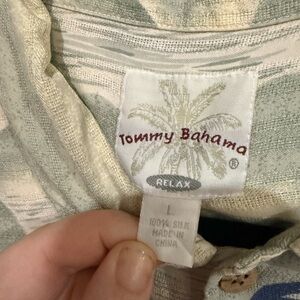 Tommy Bahama
®
RELAX
L
100% SILK
MADE IN
CHINA